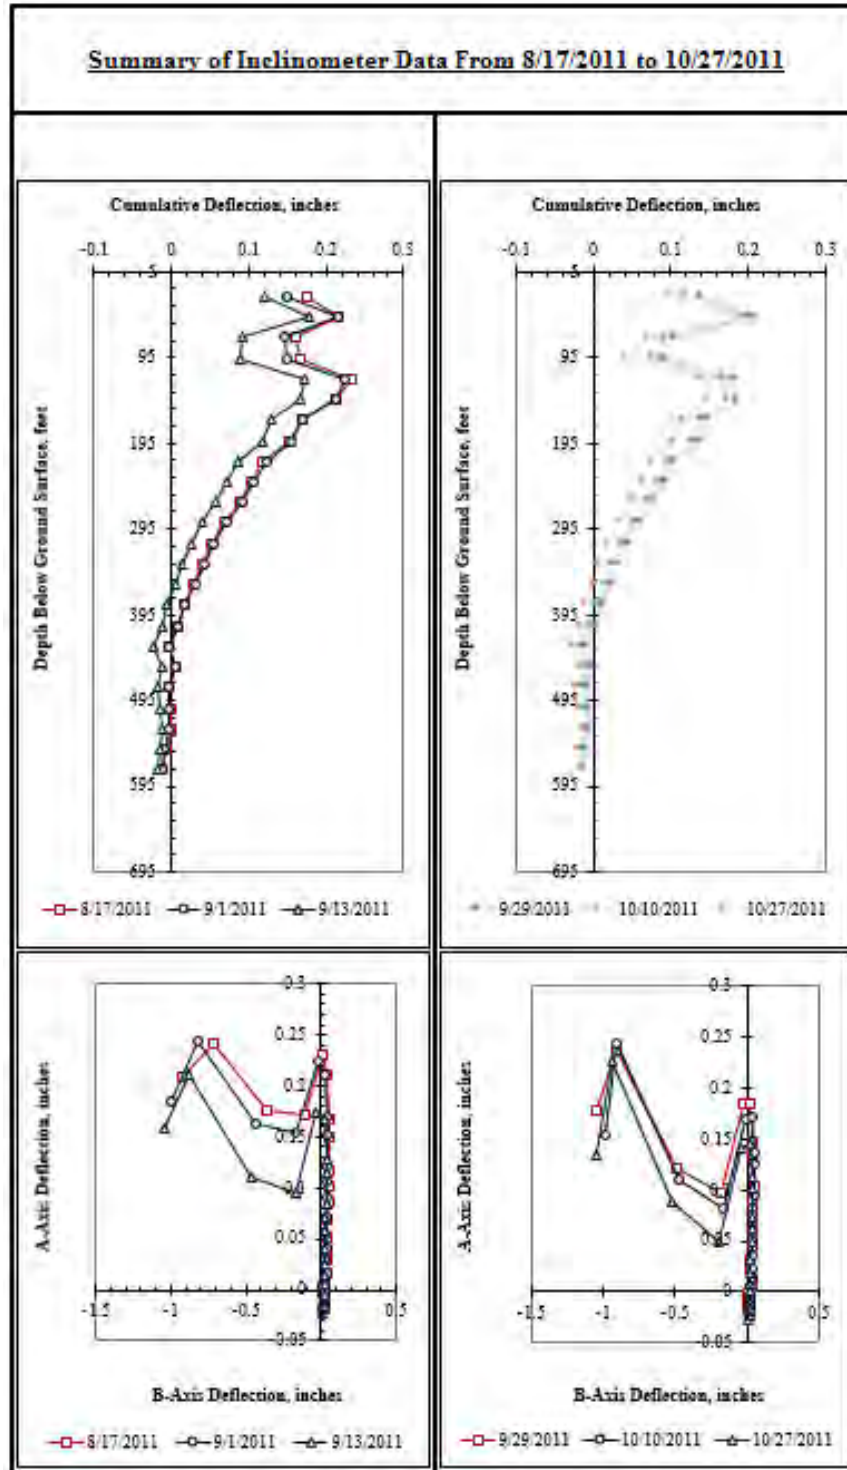 Summary of Inclinometer Data From 8/17/2011 to 10/27/2011
Cumulative Deflection, inches
-0.1 0 0.1 0.2 0.3
Depth Below Ground Surface, feet
-5
95
195
295
395
495
595
695
8/17/2011 9/1/2011 9/13/2011
Cumulative Deflection, inches
-0.1 0 0.1 0.2 0.3
Depth Below Ground Surface, feet
-5
95
195
295
395
495
595
-695
9/29/2011 10/10/2011 10/27/2011
A-Axis Deflection, inches
0.3
0.25
0.2
0.15
0.1
0.05
0
-0.05
-1.5 -1 -0.5 0.5
B-Axis Deflection, inches
8/17/2011 9/1/2011 9/13/2011
A-Axis Deflection, inches
0.3
0.25
0.2
0.15
0.1
0.05
0
-0.05
-1.5 -1 -0.5 0.5
B-Axis Deflection, inches
9/29/2011 10/10/2011 10/27/2011